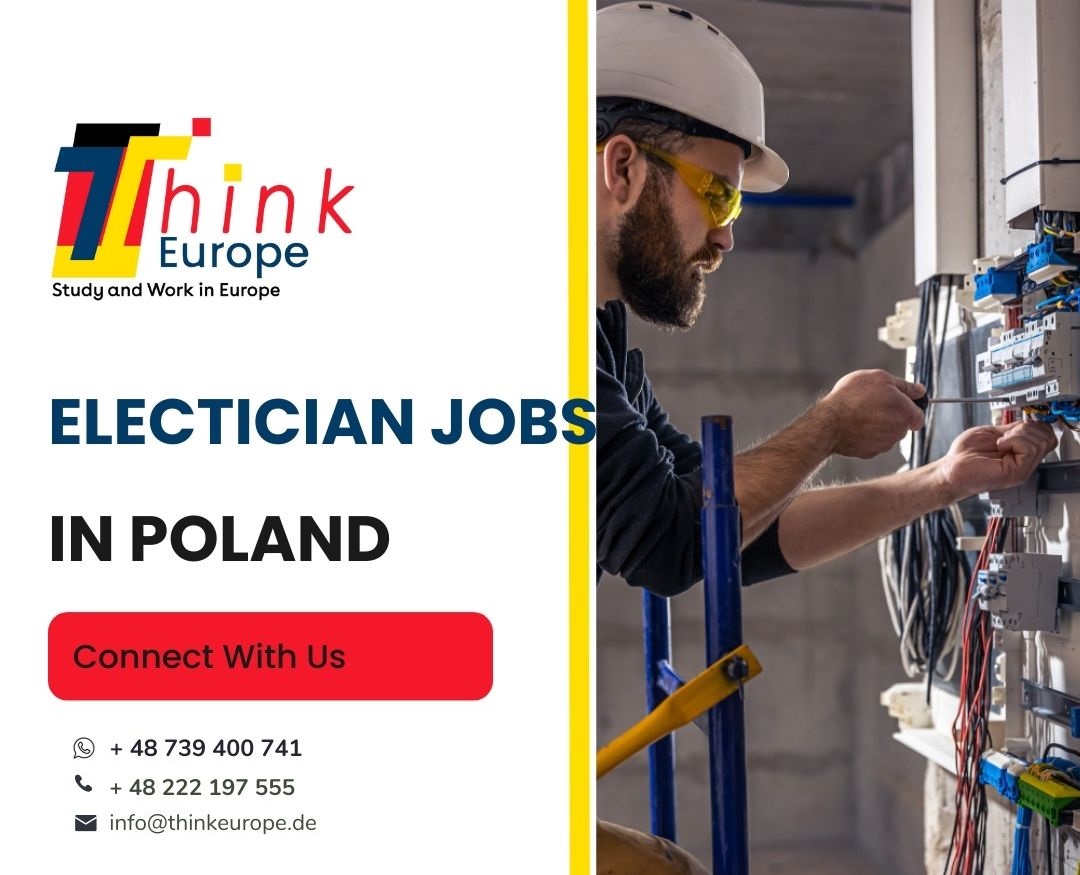 Think
Europe
Study and Work in Europe
ELECTICIAN JOBS
IN POLAND
Connect With Us
+ 48 739 400 741
+ 48 222 197 555
info@thinkeurope.de